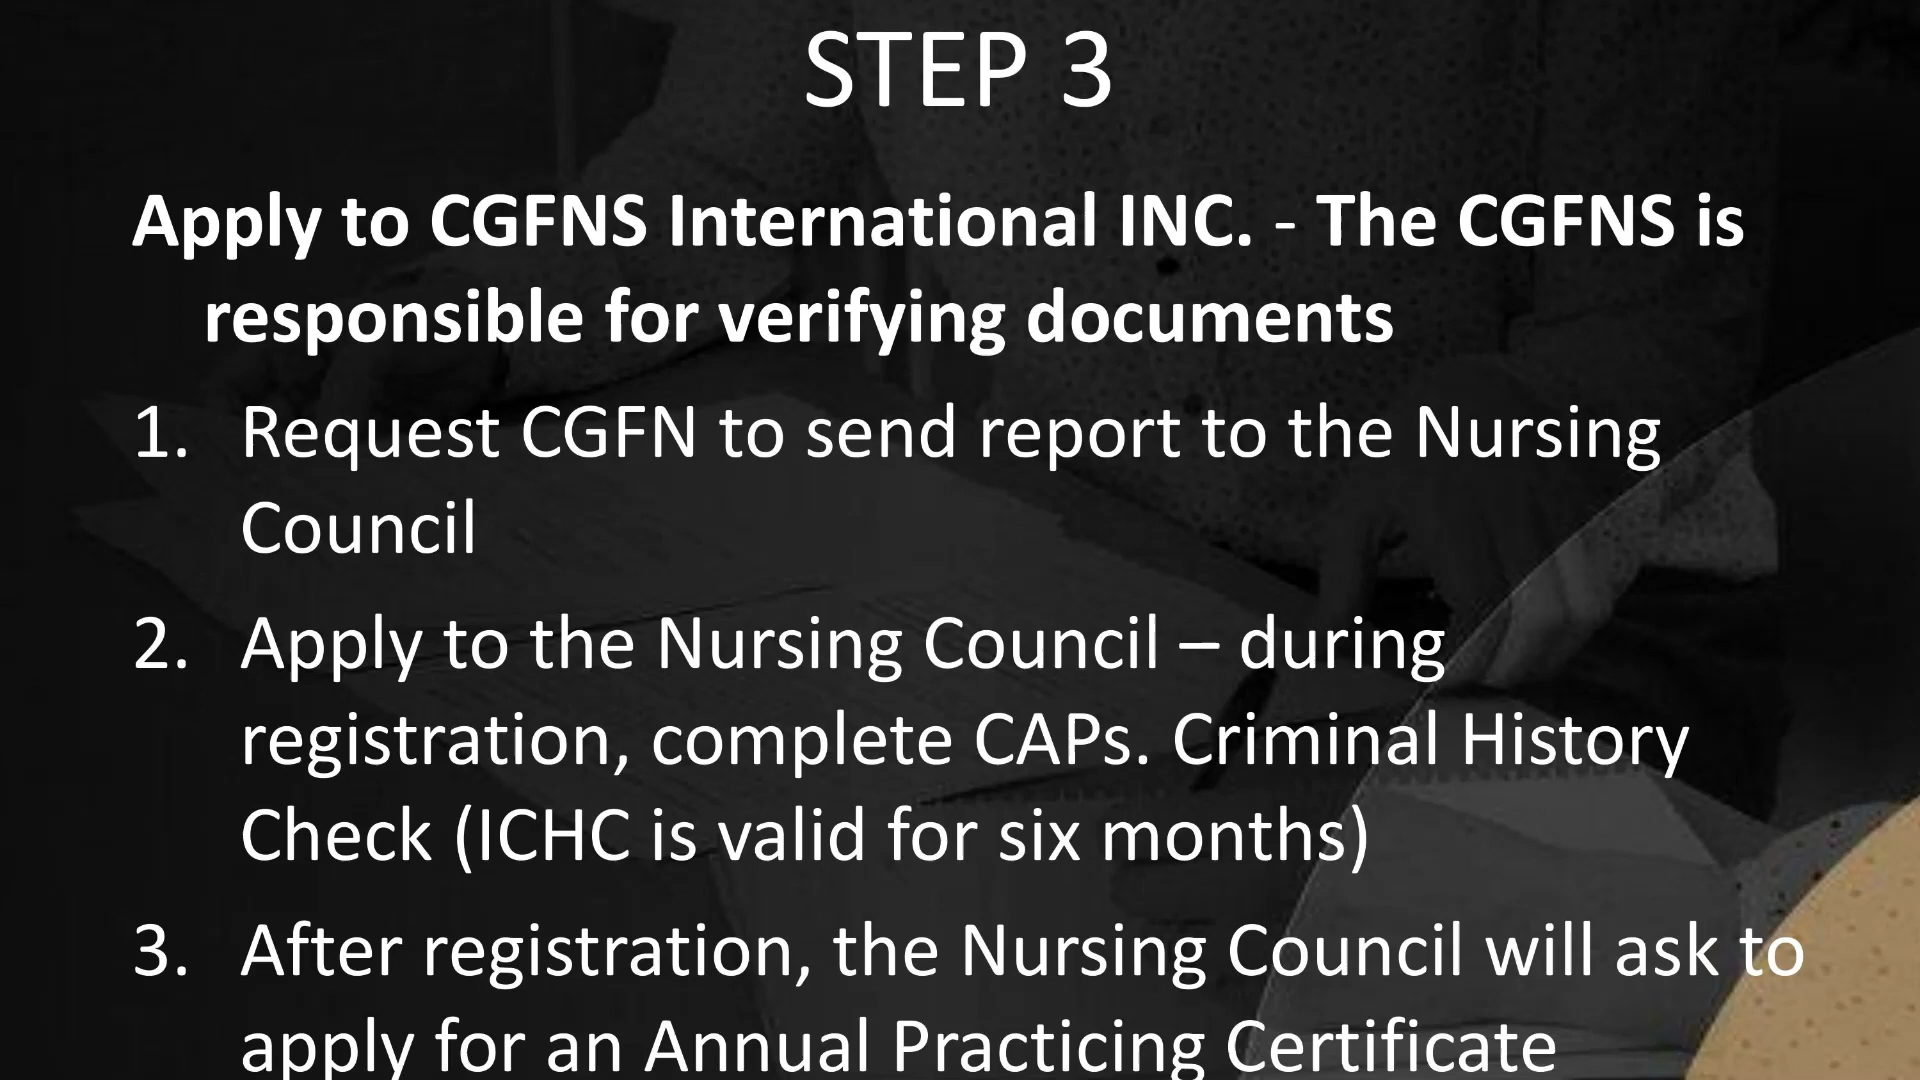 STEP 3
Apply to CGFNS International INC. - The CGFNS is
responsible for verifying documents
1. Request CGFN to send report to the Nursing
Council
2. Apply to the Nursing Council – during
registration, complete CAPs. Criminal History
Check (ICHC is valid for six months)
3. After registration, the Nursing Council will ask to
apply for an Annual Practicing Certificate